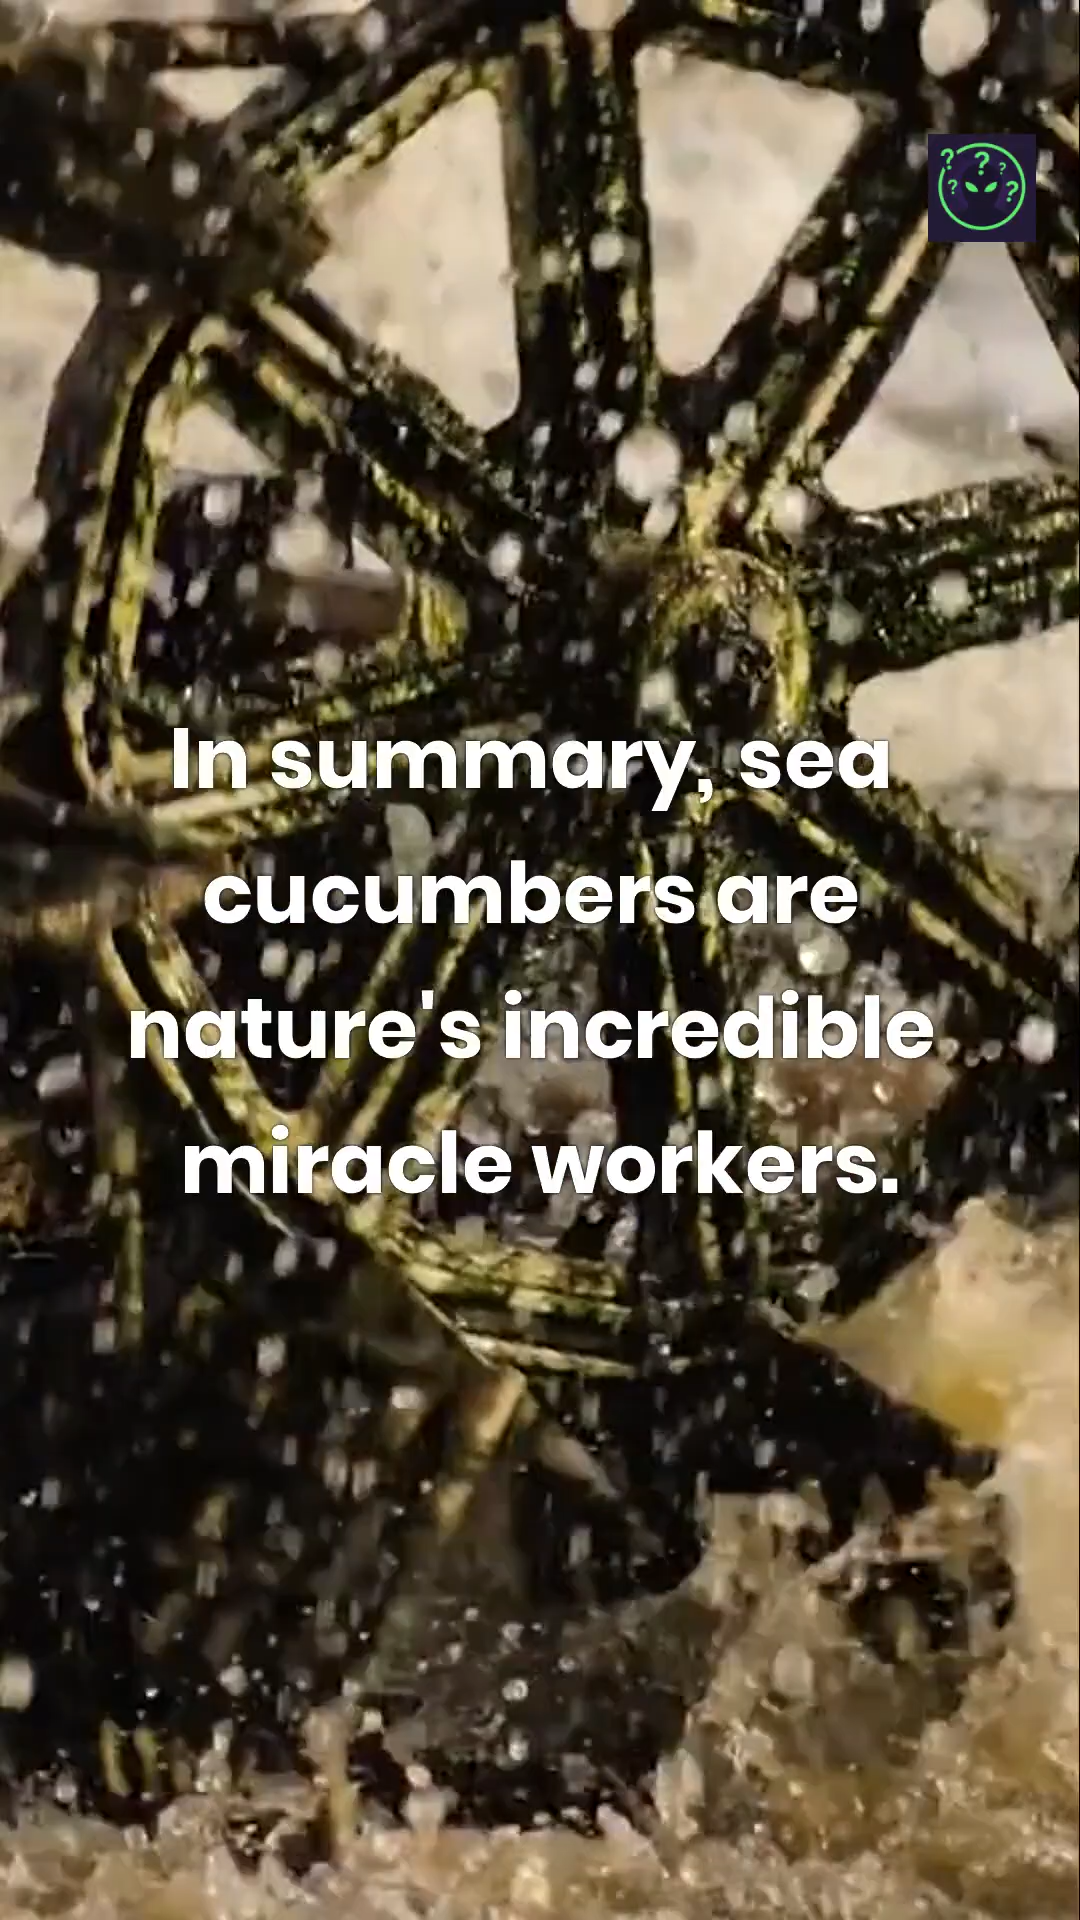 In summary, sea
cucumbers are
nature's incredible
miracle workers.